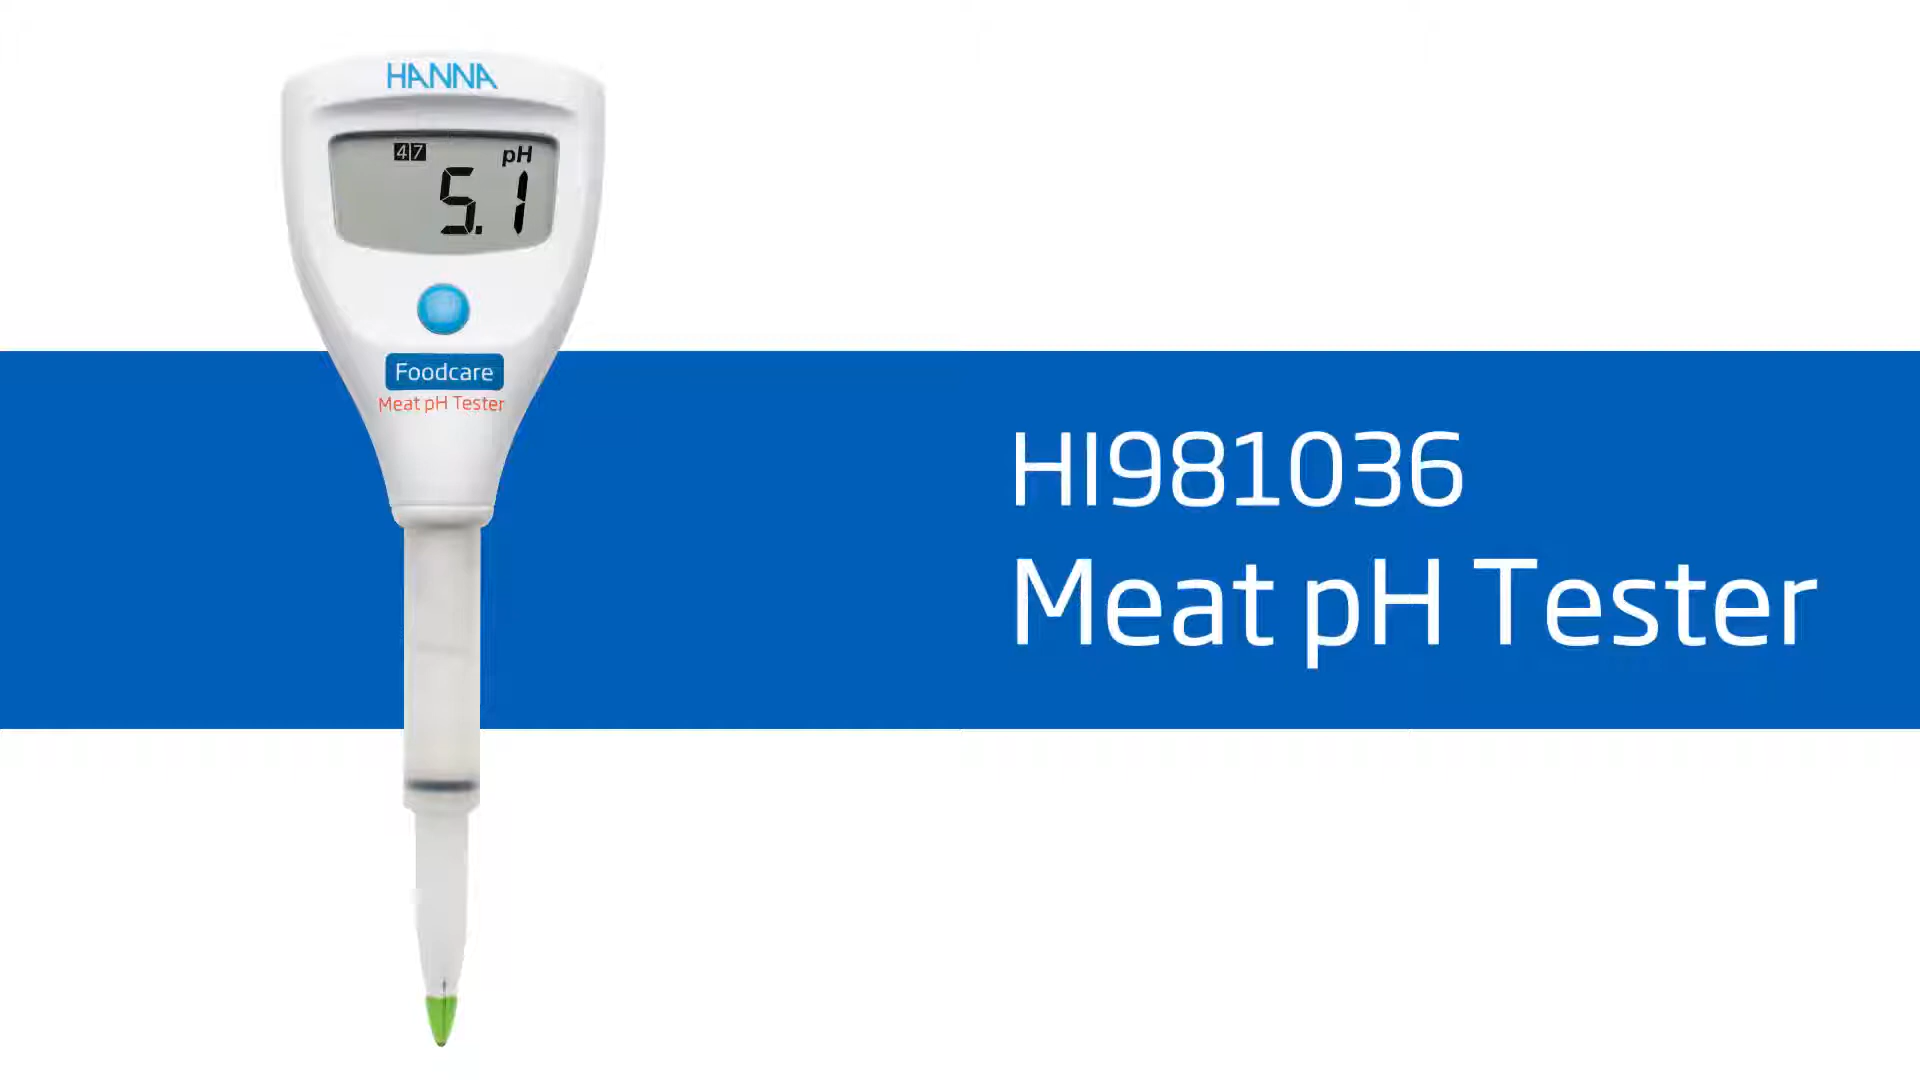 HANNA
47 pH
5.1
Foodcare
Meat pH Tester
HI981036
Meat pH Tester